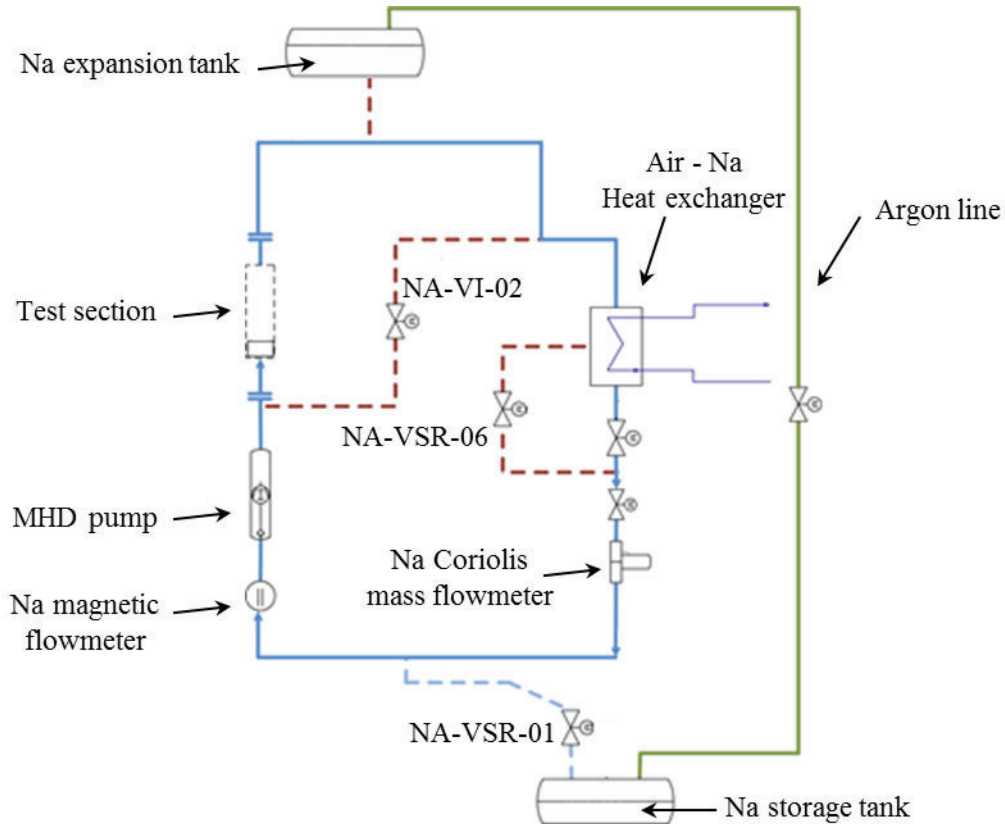 Na expansion tank
Air - Na
Heat exchanger
Argon line
NA-VI-02
Test section
NA-VSR-06
MHD pump
Na Coriolis
mass flowmeter
Na magnetic
flowmeter
NA-VSR-01
Na storage tank